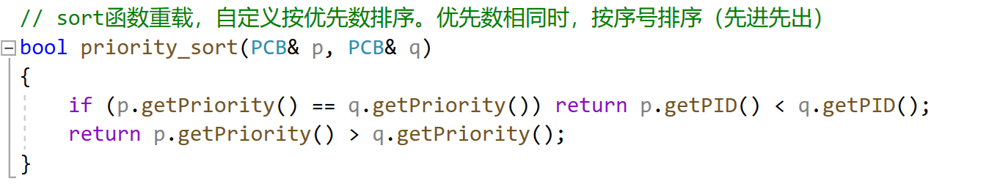 // sort函数重载，自定义按优先数排序。优先数相同时，按序号排序（先进先出）
bool priority_sort(PCB& p, PCB& q)
{
    if (p.getPriority() == q.getPriority()) return p.getPID() < q.getPID();
    return p.getPriority() > q.getPriority();
}